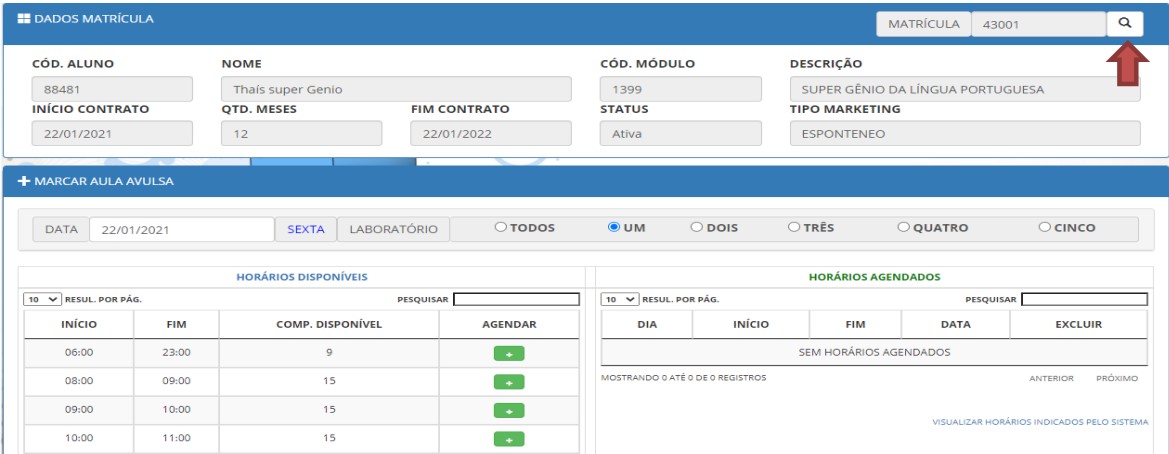 DADOS MATRÍCULA MATRÍCULA 43001
CÓD. ALUNO NOME CÓD. MÓDULO DESCRIÇÃO
88481 Thaís super Genio 1399 SUPER GÊNIO DA LÍNGUA PORTUGUESA
INÍCIO CONTRATO QTD. MESES FIM CONTRATO STATUS TIPO MARKETING
22/01/2021 12 22/01/2022 Ativa ESPONTENEO
MARCAR AULA AVULSA
DATA 22/01/2021 SEXTA LABORATÓRIO TODOS UM DOIS TRÊS QUATRO CINCO
HORÁRIOS DISPONÍVEIS
10 RESUL. POR PÁG. PESQUISAR
INÍCIO FIM COMP. DISPONÍVEL AGENDAR
06:00 23:00 9 +
08:00 09:00 15 +
09:00 10:00 15 +
10:00 11:00 15 +
HORÁRIOS AGENDADOS
10 RESUL. POR PÁG. PESQUISAR
DIA INÍCIO FIM DATA EXCLUIR
SEM HORÁRIOS AGENDADOS
MOSTRANDO 0 ATÉ 0 DE 0 REGISTROS ANTERIOR PRÓXIMO
VISUALIZAR HORÁRIOS INDICADOS PELO SISTEMA